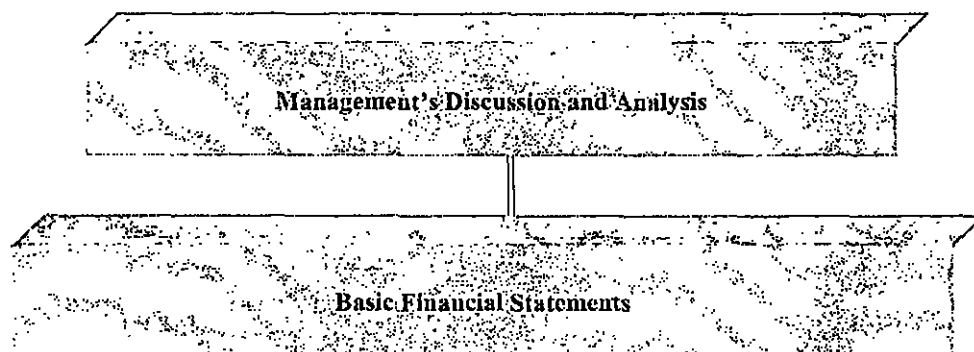 Management's Discussion and Analysis
Basic Financial Statements